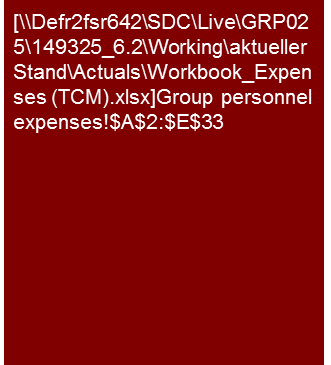 [\\Defr2fsr642\SDC\Live\GRP02
5\149325_6.2\Working\aktueller
Stand\Actuals\Workbook_Expen
ses (TCM).xlsx]Group personnel
expenses!$A$2:$E$33